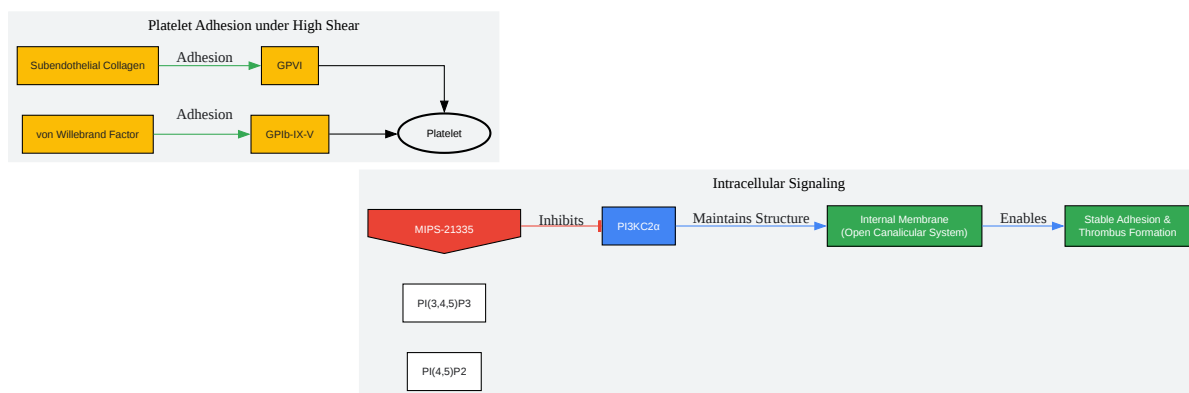 Platelet Adhesion under High Shear
Subendothelial Collagen
Adhesion
GPVI
von Willebrand Factor
Adhesion
GPIb-IX-V
Platelet
Intracellular Signaling
MIPS-21335
Inhibits
PI3KC2α
Maintains Structure
Internal Membrane
(Open Canalicular System)
Enables
Stable Adhesion &
Thrombus Formation
PI(3,4,5)P3
PI(4,5)P2